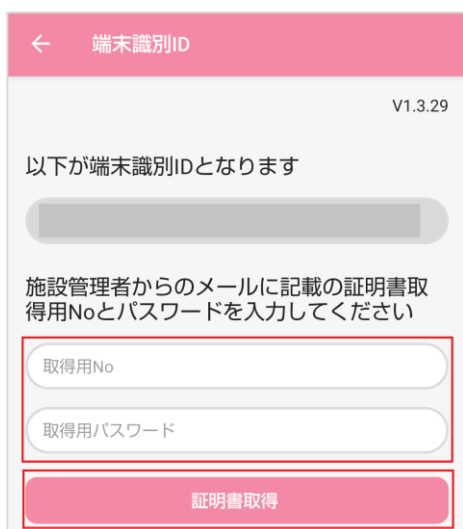 ← 端末識別ID
V1.3.29
以下が端末識別IDとなります
施設管理者からのメールに記載の証明書取
得用Noとパスワードを入力してください
取得用No
取得用パスワード
証明書取得